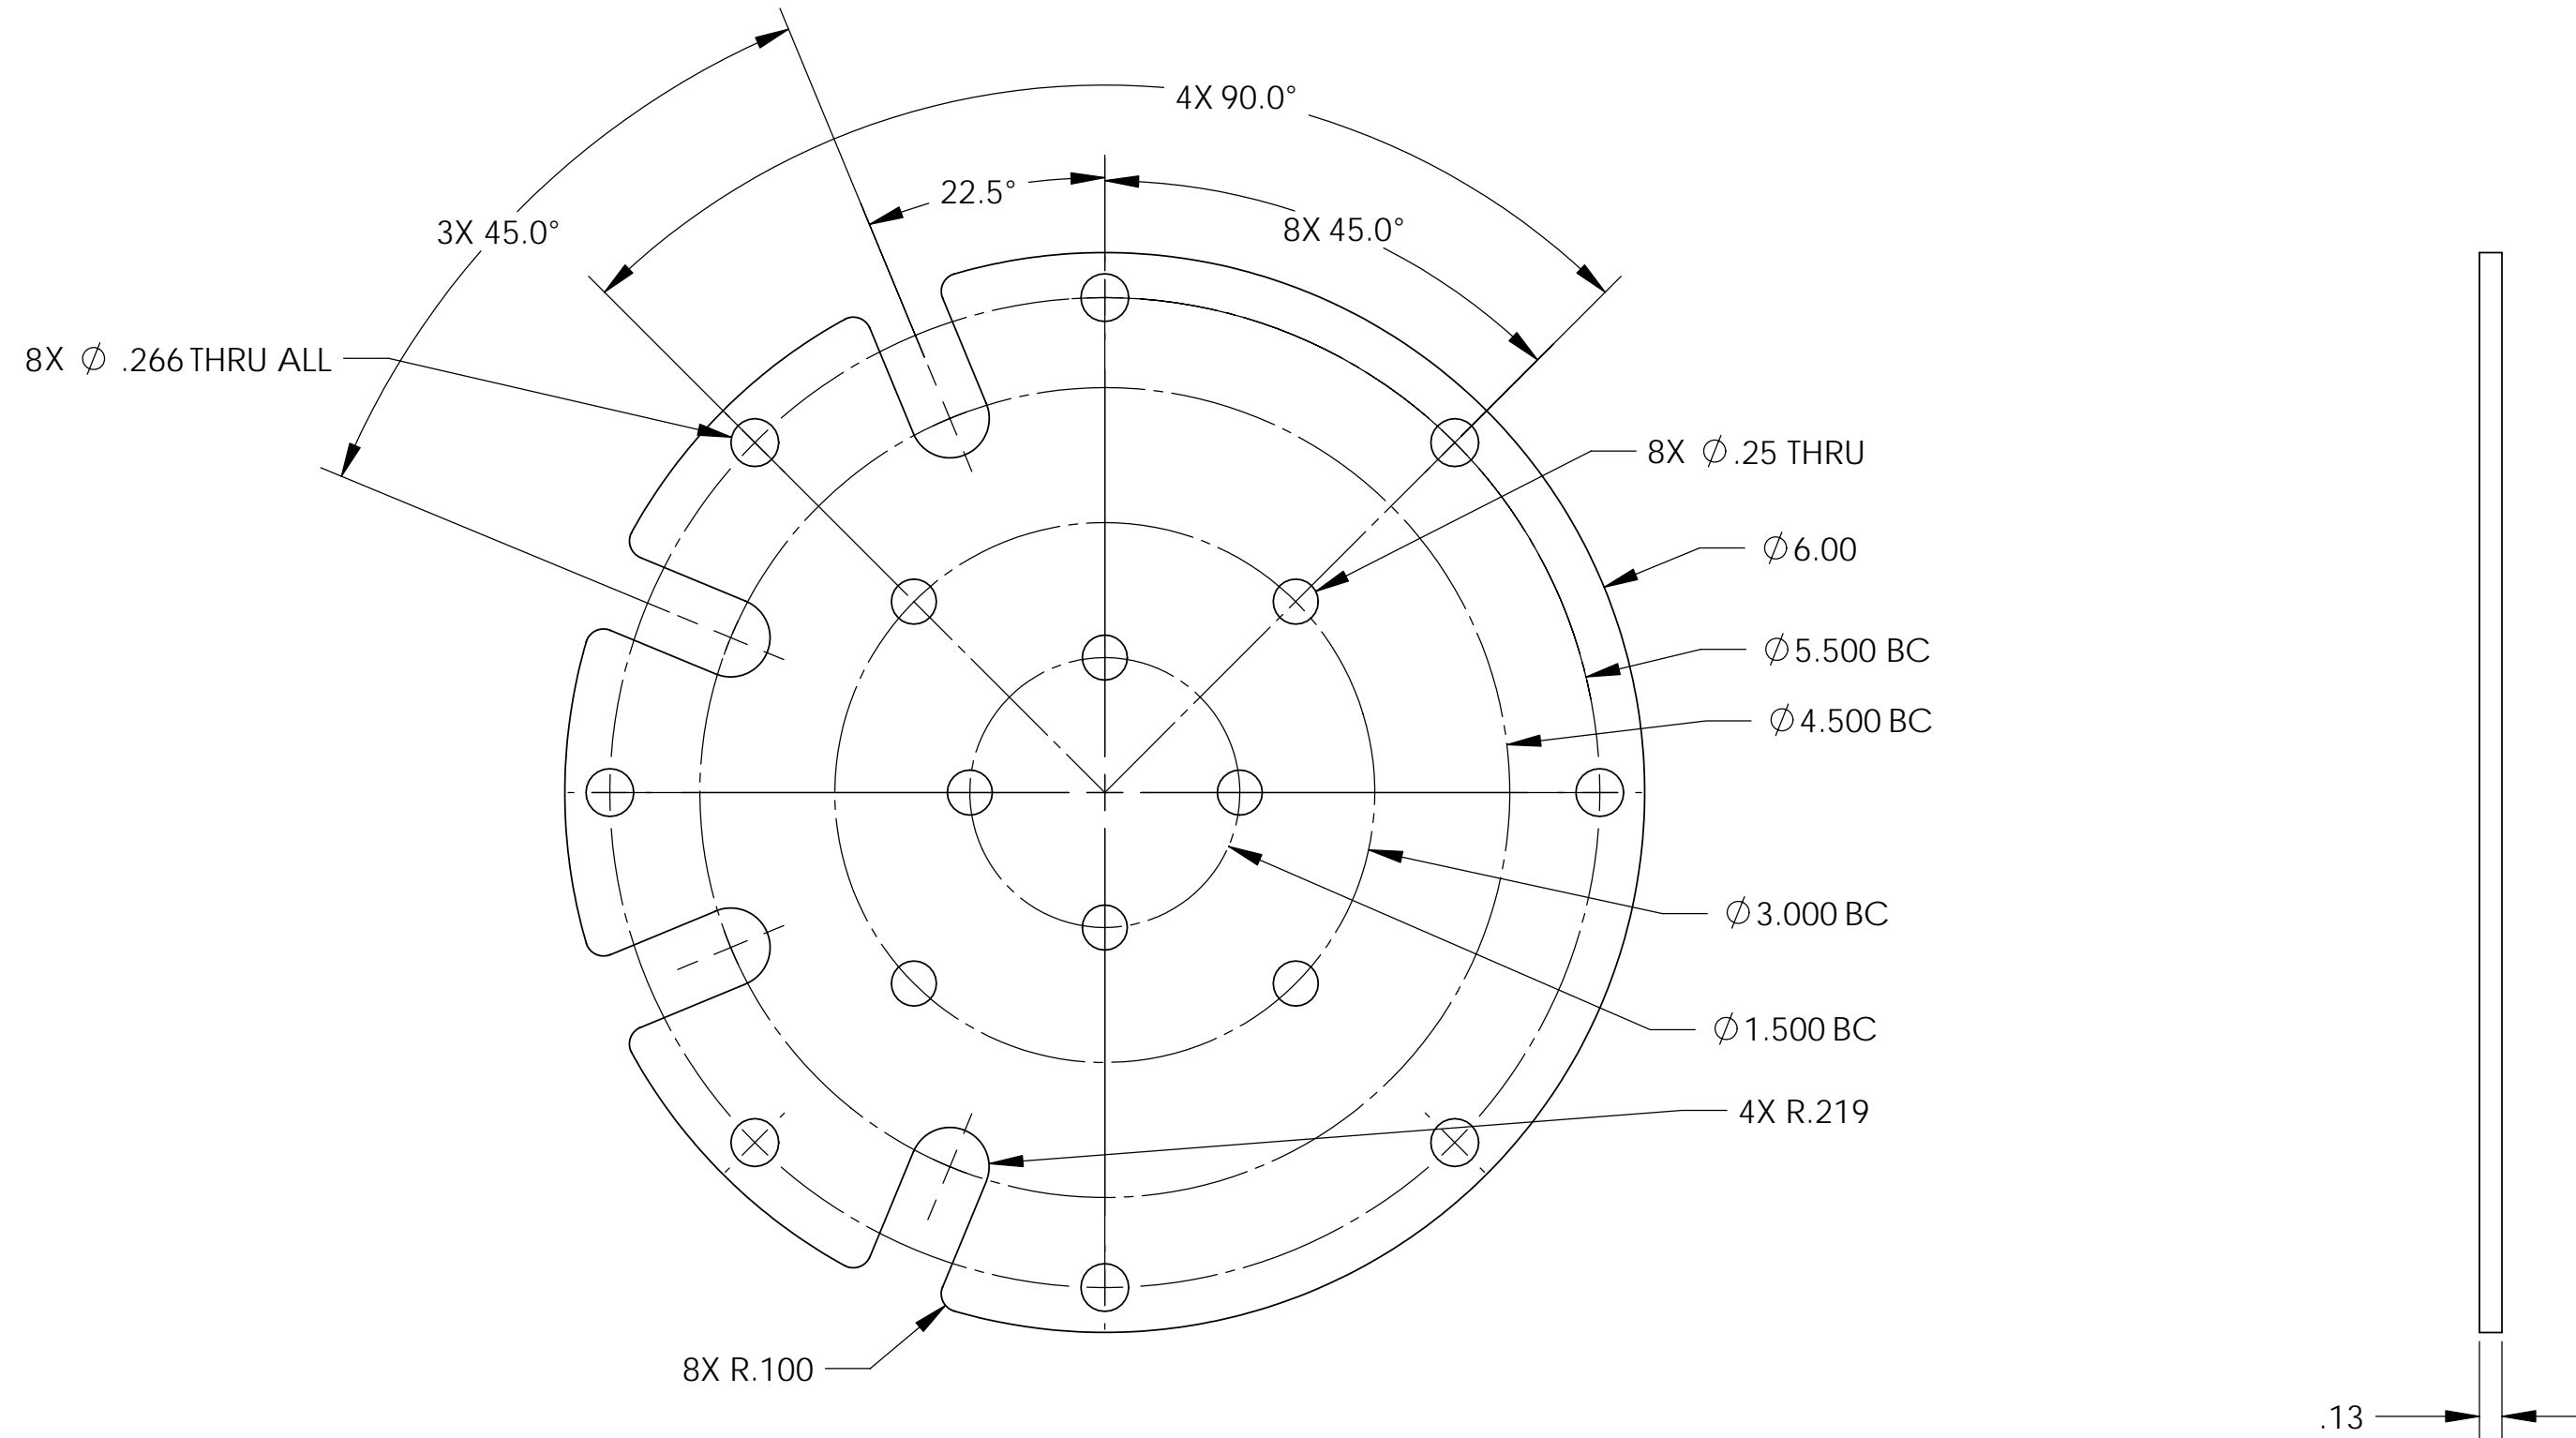 4X 90.0°
22.5°
8X 45.0°
3X 45.0°
8X ⌀ .266 THRU ALL
8X ⌀.25 THRU
⌀6.00
⌀5.500 BC
⌀4.500 BC
⌀3.000 BC
⌀1.500 BC
4X R.219
8X R.100
.13